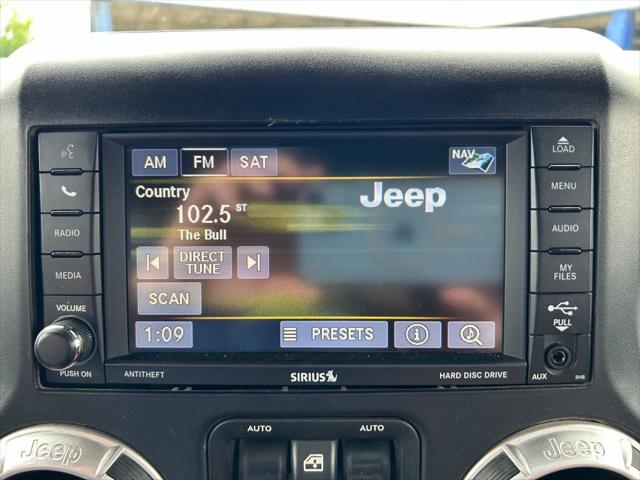 AM FM SAT NAV
Country
Jeep
102.5 ST
The Bull
DIRECT
TUNE
SCAN
1:09 PRESETS
RADIO
MEDIA
VOLUME
PUSH ON
LOAD
MENU
AUDIO
MY
FILES
PULL
AUX RHB
ANTITHEFT SIRIUS HARD DISC DRIVE
AUTO AUTO
Jeep Jeep